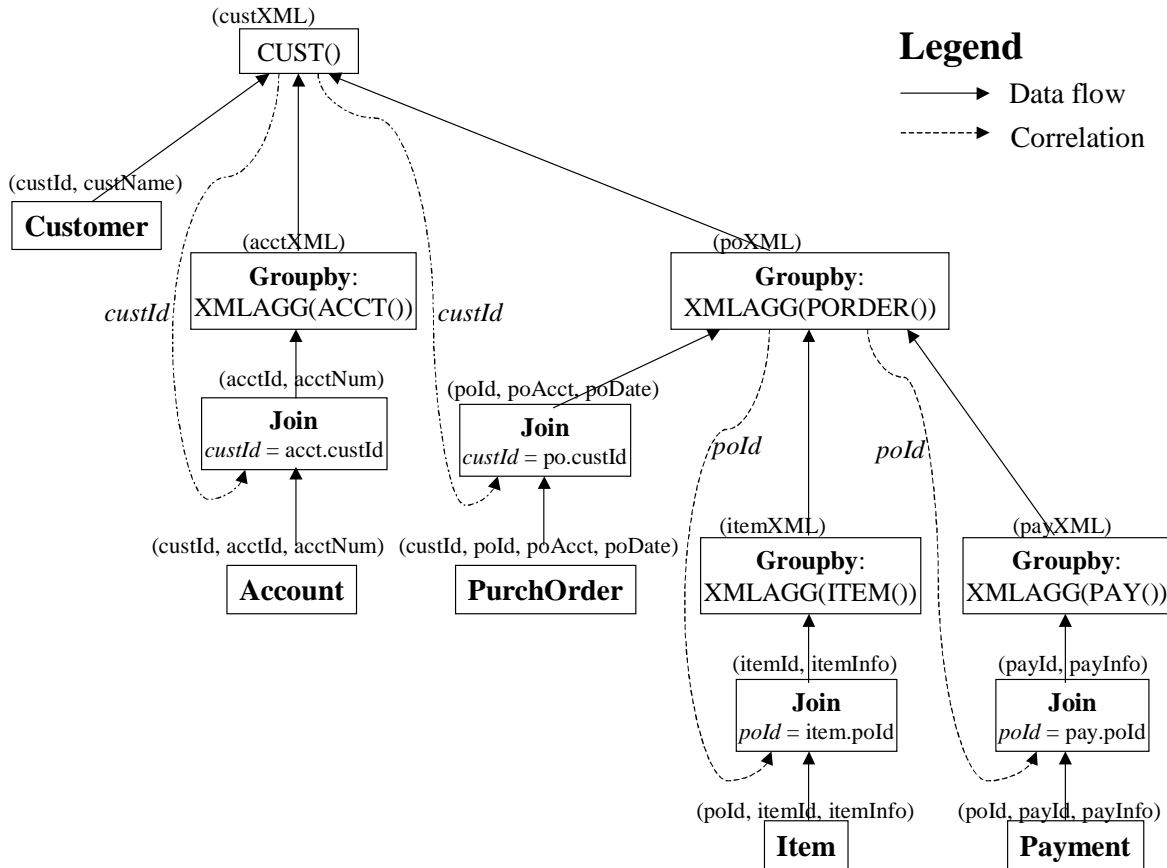 (custXML)
CUST()
Legend
Data flow
Correlation
(custId, custName)
Customer
(acctXML)
Groupby:
XMLAGG(ACCT())
(poXML)
Groupby:
XMLAGG(PORDER())
custId
custId
(acctId, acctNum)
Join
custId = acct.custId
(poId, poAcct, poDate)
Join
custId = po.custId
poId
poId
(custId, acctId, acctNum)
Account
(custId, poId, poAcct, poDate)
PurchOrder
(itemXML)
Groupby:
XMLAGG(ITEM())
(payXML)
Groupby:
XMLAGG(PAY())
(itemId, itemInfo)
Join
poId = item.poId
(payId, payInfo)
Join
poId = pay.poId
(poId, itemId, itemInfo)
Item
(poId, payId, payInfo)
Payment